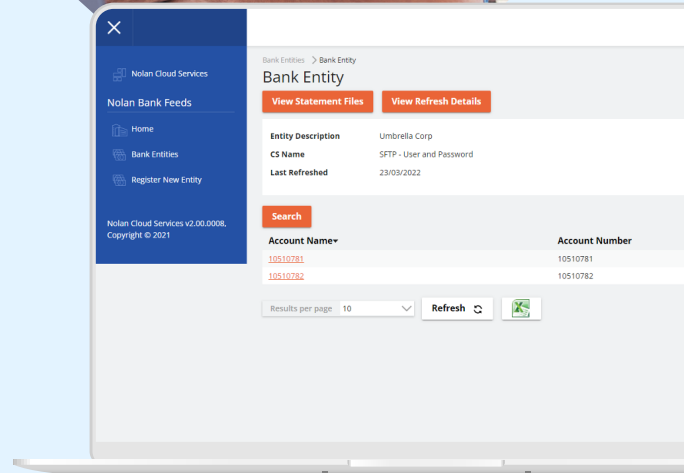 Nolan Cloud Services
Nolan Bank Feeds
Home
Bank Entities
Register New Entity
Nolan Cloud Services v2.00.0008,
Copyright © 2021
Bank Entities > Bank Entity
Bank Entity
View Statement Files View Refresh Details
Entity Description Umbrella Corp
CS Name SFTP - User and Password
Last Refreshed 23/03/2022
Search
Account Name Account Number
10510781 10510781
10510782 10510782
Results per page 10 Refresh